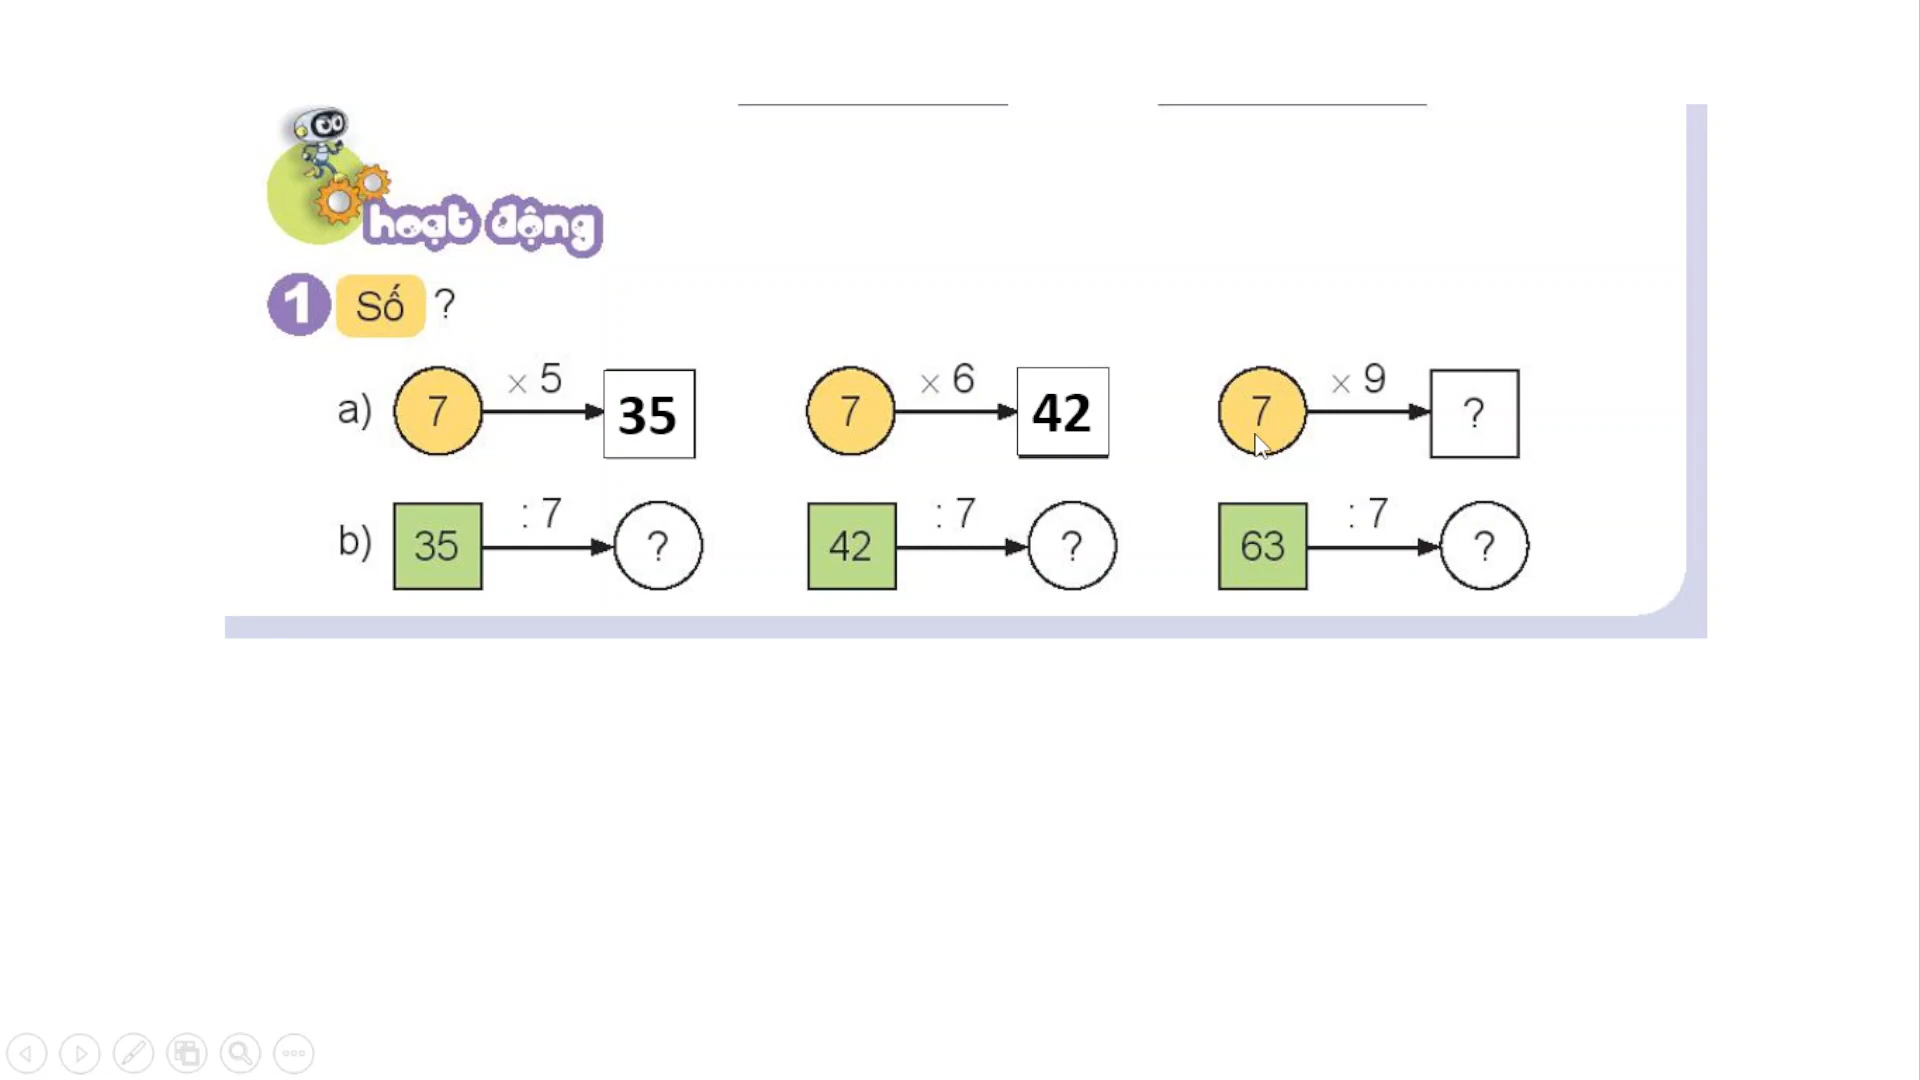 hoạt động
1 Số ?
a) 7 × 5 35 7 × 6 42 7 × 9 ?
b) 35 : 7 ? 42 : 7 ? 63 : 7 ?